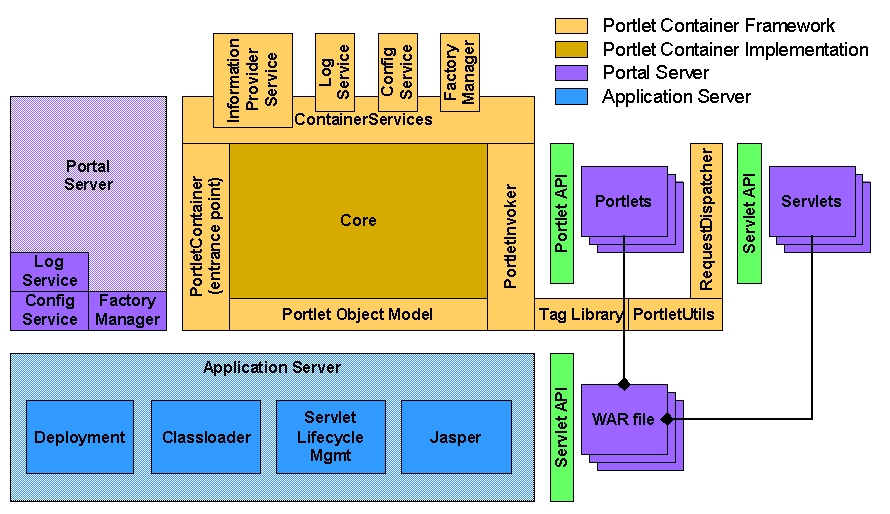 Portlet Container Framework
Portlet Container Implementation
Portal Server
Application Server
Information
Provider
Service
Log
Service
Config
Service
Factory
Manager
ContainerServices
Portal
Server
Log
Service
Config
Service
Factory
Manager
PortletContainer
(entrance point)
Core
PortletInvoker
Portlet Object Model
Tag Library
PortletUtils
Portlet API
Portlets
RequestDispatcher
Servlet API
Servlets
Application Server
Deployment
Classloader
Servlet
Lifecycle
Mgmt
Jasper
Servlet API
WAR file